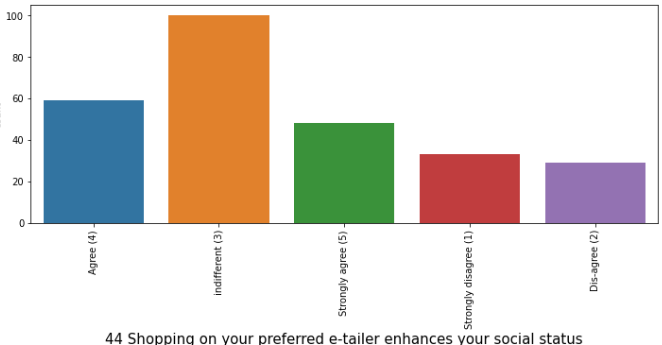 100
80
60
40
20
0
Agree (4)
indifferent (3)
Strongly agree (5)
Strongly disagree (1)
Dis-agree (2)
44 Shopping on your preferred e-tailer enhances your social status